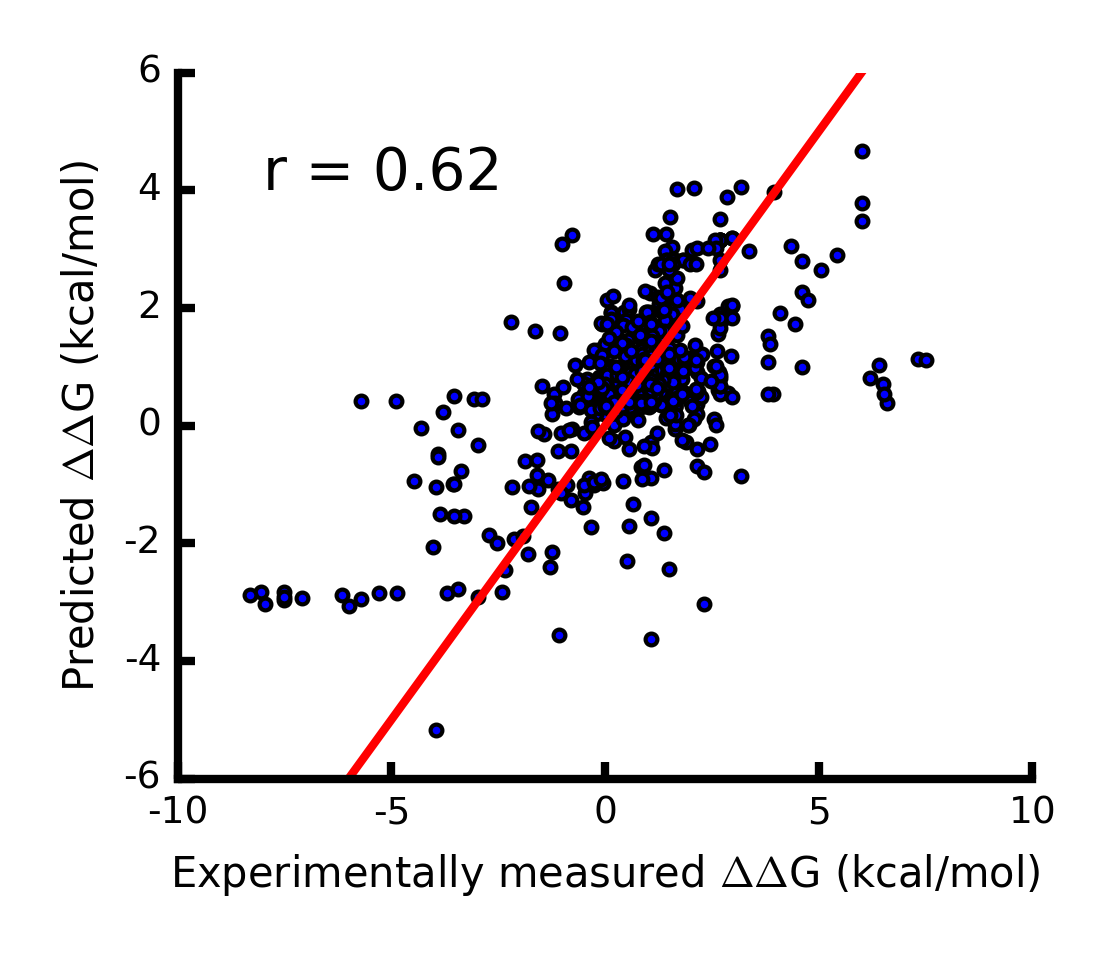 6
4
2
0
-2
-4
-6
r = 0.62
Predicted ΔΔG (kcal/mol)
-10 -5 0 5 10
Experimentally measured ΔΔG (kcal/mol)